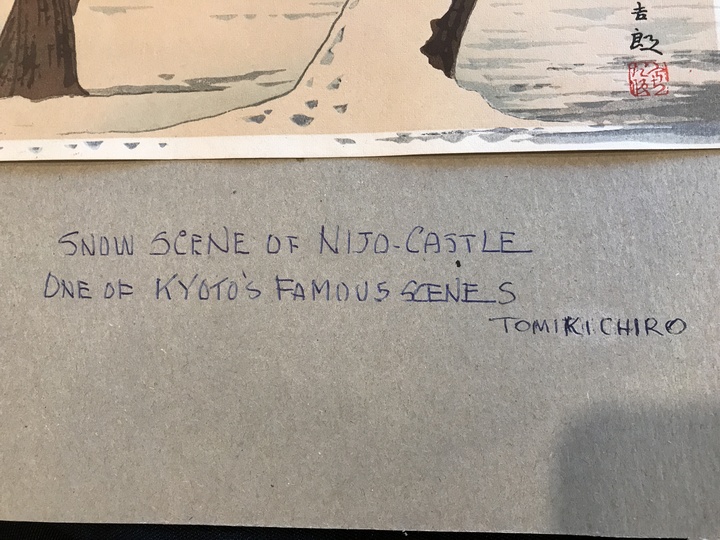 吉郎
SNOW SCENE OF NIJO-CASTLE
ONE OF KYOTO'S FAMOUS SCENES
TOMIKICHIRO